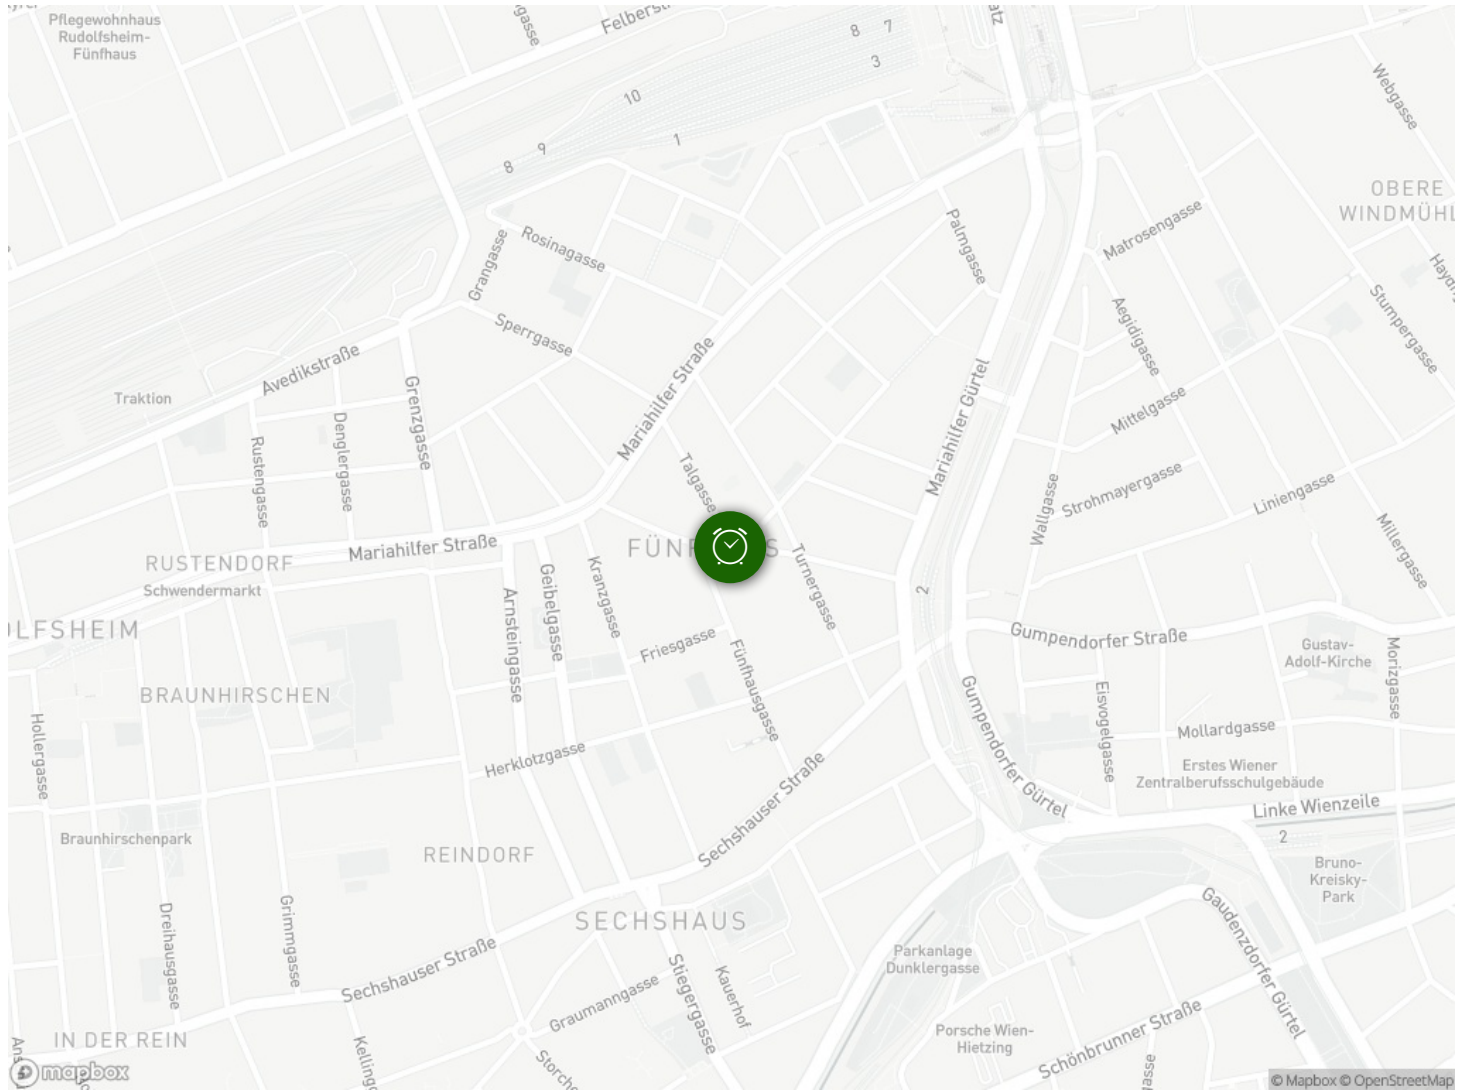 Pflegewohnhaus
Rudolfsheim-
Fünfhaus
8
7
3
10
1
9
8
Webgasse
OBERE
Palmgasse
Matrosengasse
Rosinagasse
Grangasse
Aegidigasse
Stumpergasse
Sperrgasse
Mariahilfer Straße
Avedikstraße
Traktion
Grenzgasse
Mariahilfer Gürtel
Mittelgasse
Denglergasse
Rustengasse
Talgasse
Strohmayergasse
Liniengasse
Wallgasse
Millergasse
Mariahilfer Straße
RUSTENDORF
Schwendermarkt
Turnergasse
Kranzgasse
Geibelgasse
Arnsteingasse
2
Gumpendorfer Straße
Friesgasse
Gustav-
Adolf-Kirche
Morizgasse
BRAUNHIRSCHEN
Fünfhausgasse
Eisvogelgasse
Mollardgasse
Hollergasse
Gumpendorfer Gürtel
Herklotzgasse
Erstes Wiener
Zentralberufsschulgebäude
Linke Wienzeile
2
Sechshauser Straße
Braunhirschenpark
REINDORF
Bruno-
Kreisky-
Park
SECHSHAUS
Dreihausgasse
Grimmgasse
Gaudenzdorfer Gürtel
Parkanlage
Dunklergasse
Sechshauser Straße
Stiegergasse
Kauerhof
Graumanngasse
Porsche Wien-
Hietzing
Schönbrunner Straße
IN DER REIN
mapbox
© Mapbox © OpenStreetMap